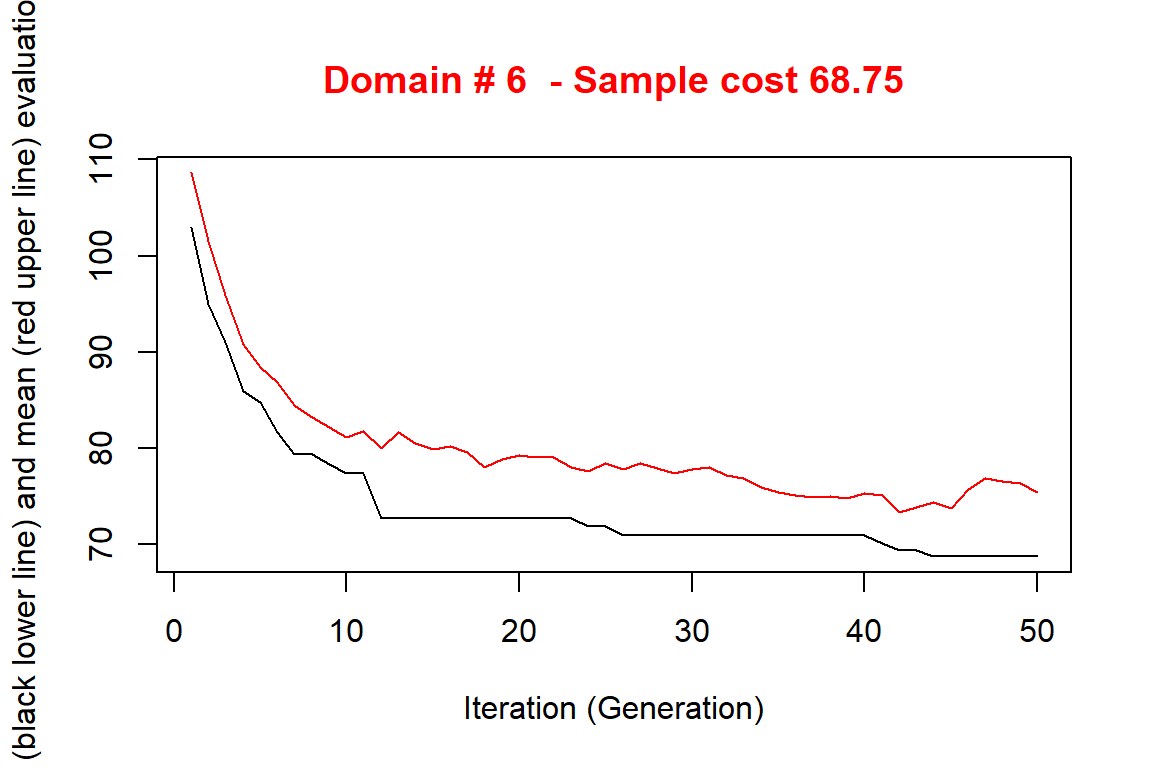 Domain # 6  - Sample cost 68.75
(black lower line) and mean (red upper line) evaluatio
110
100
90
80
70
0 10 20 30 40 50
Iteration (Generation)